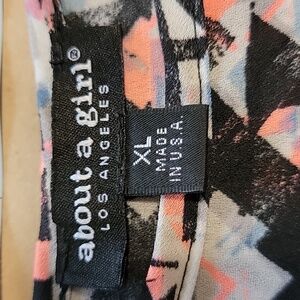 about a girl®
LOS ANGELES
XL
MADE
IN U.S.A.